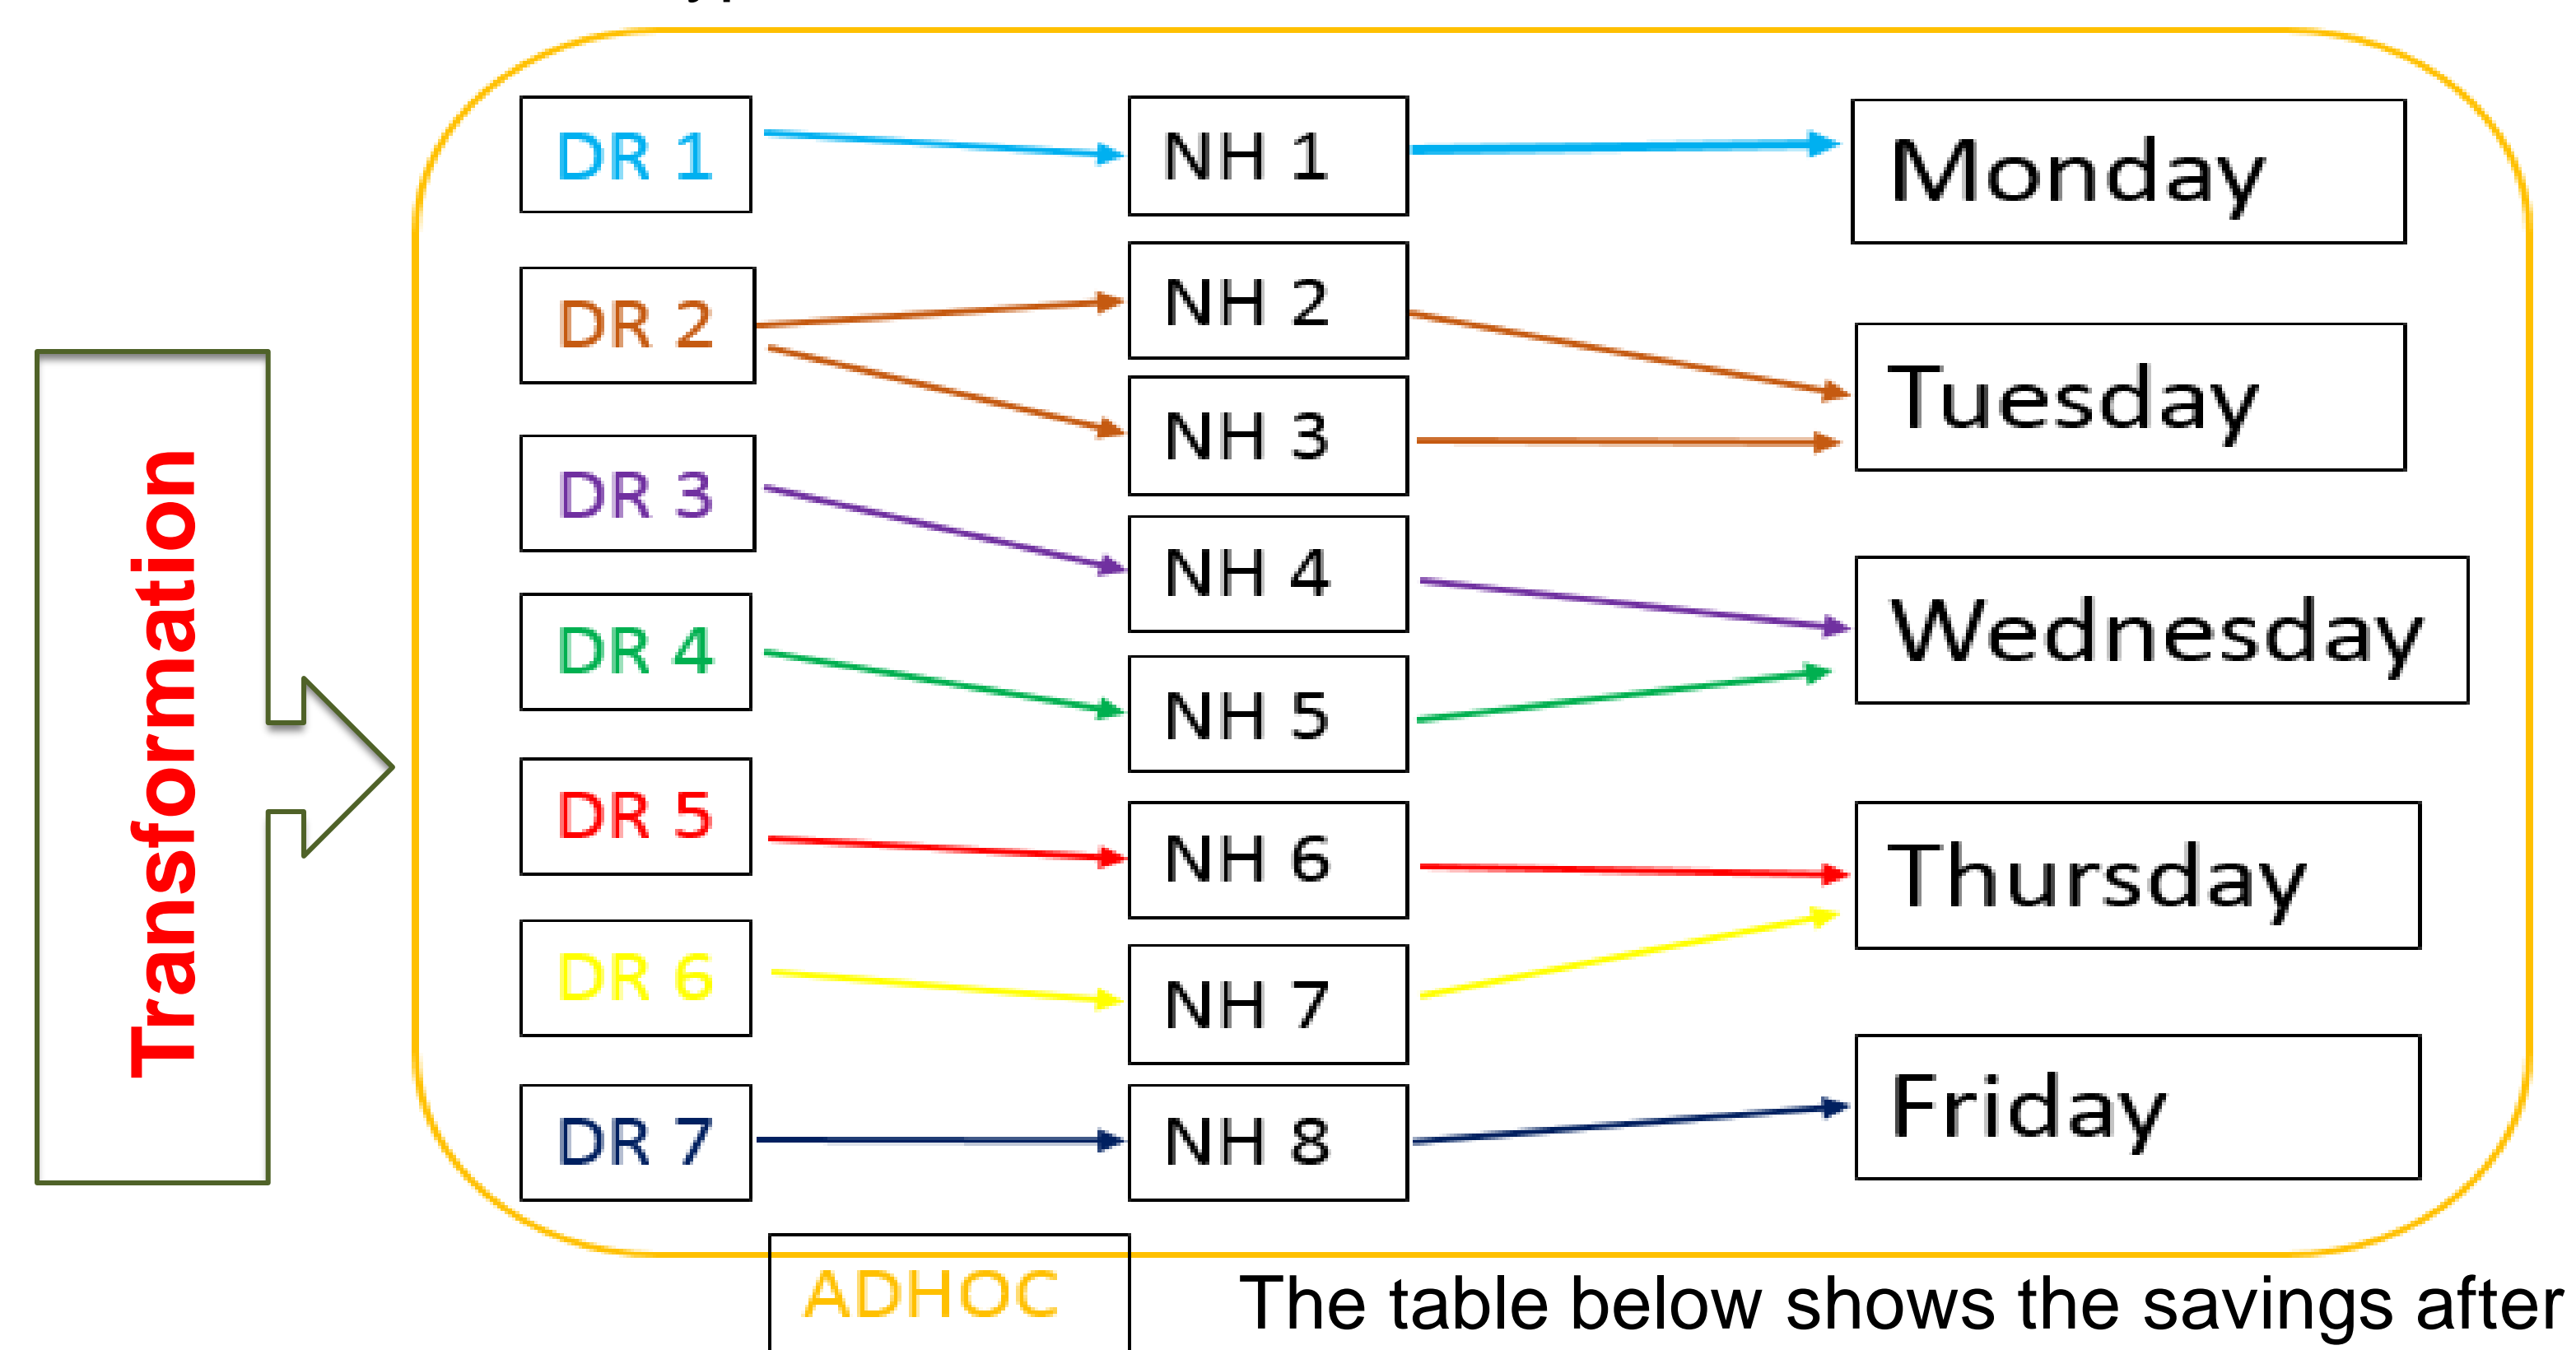 Transformation
DR 1
NH 1
Monday
DR 2
NH 2
NH 3
Tuesday
DR 3
NH 4
Wednesday
DR 4
NH 5
DR 5
NH 6
Thursday
DR 6
NH 7
DR 7
NH 8
Friday
ADHOC
The table below shows the savings after